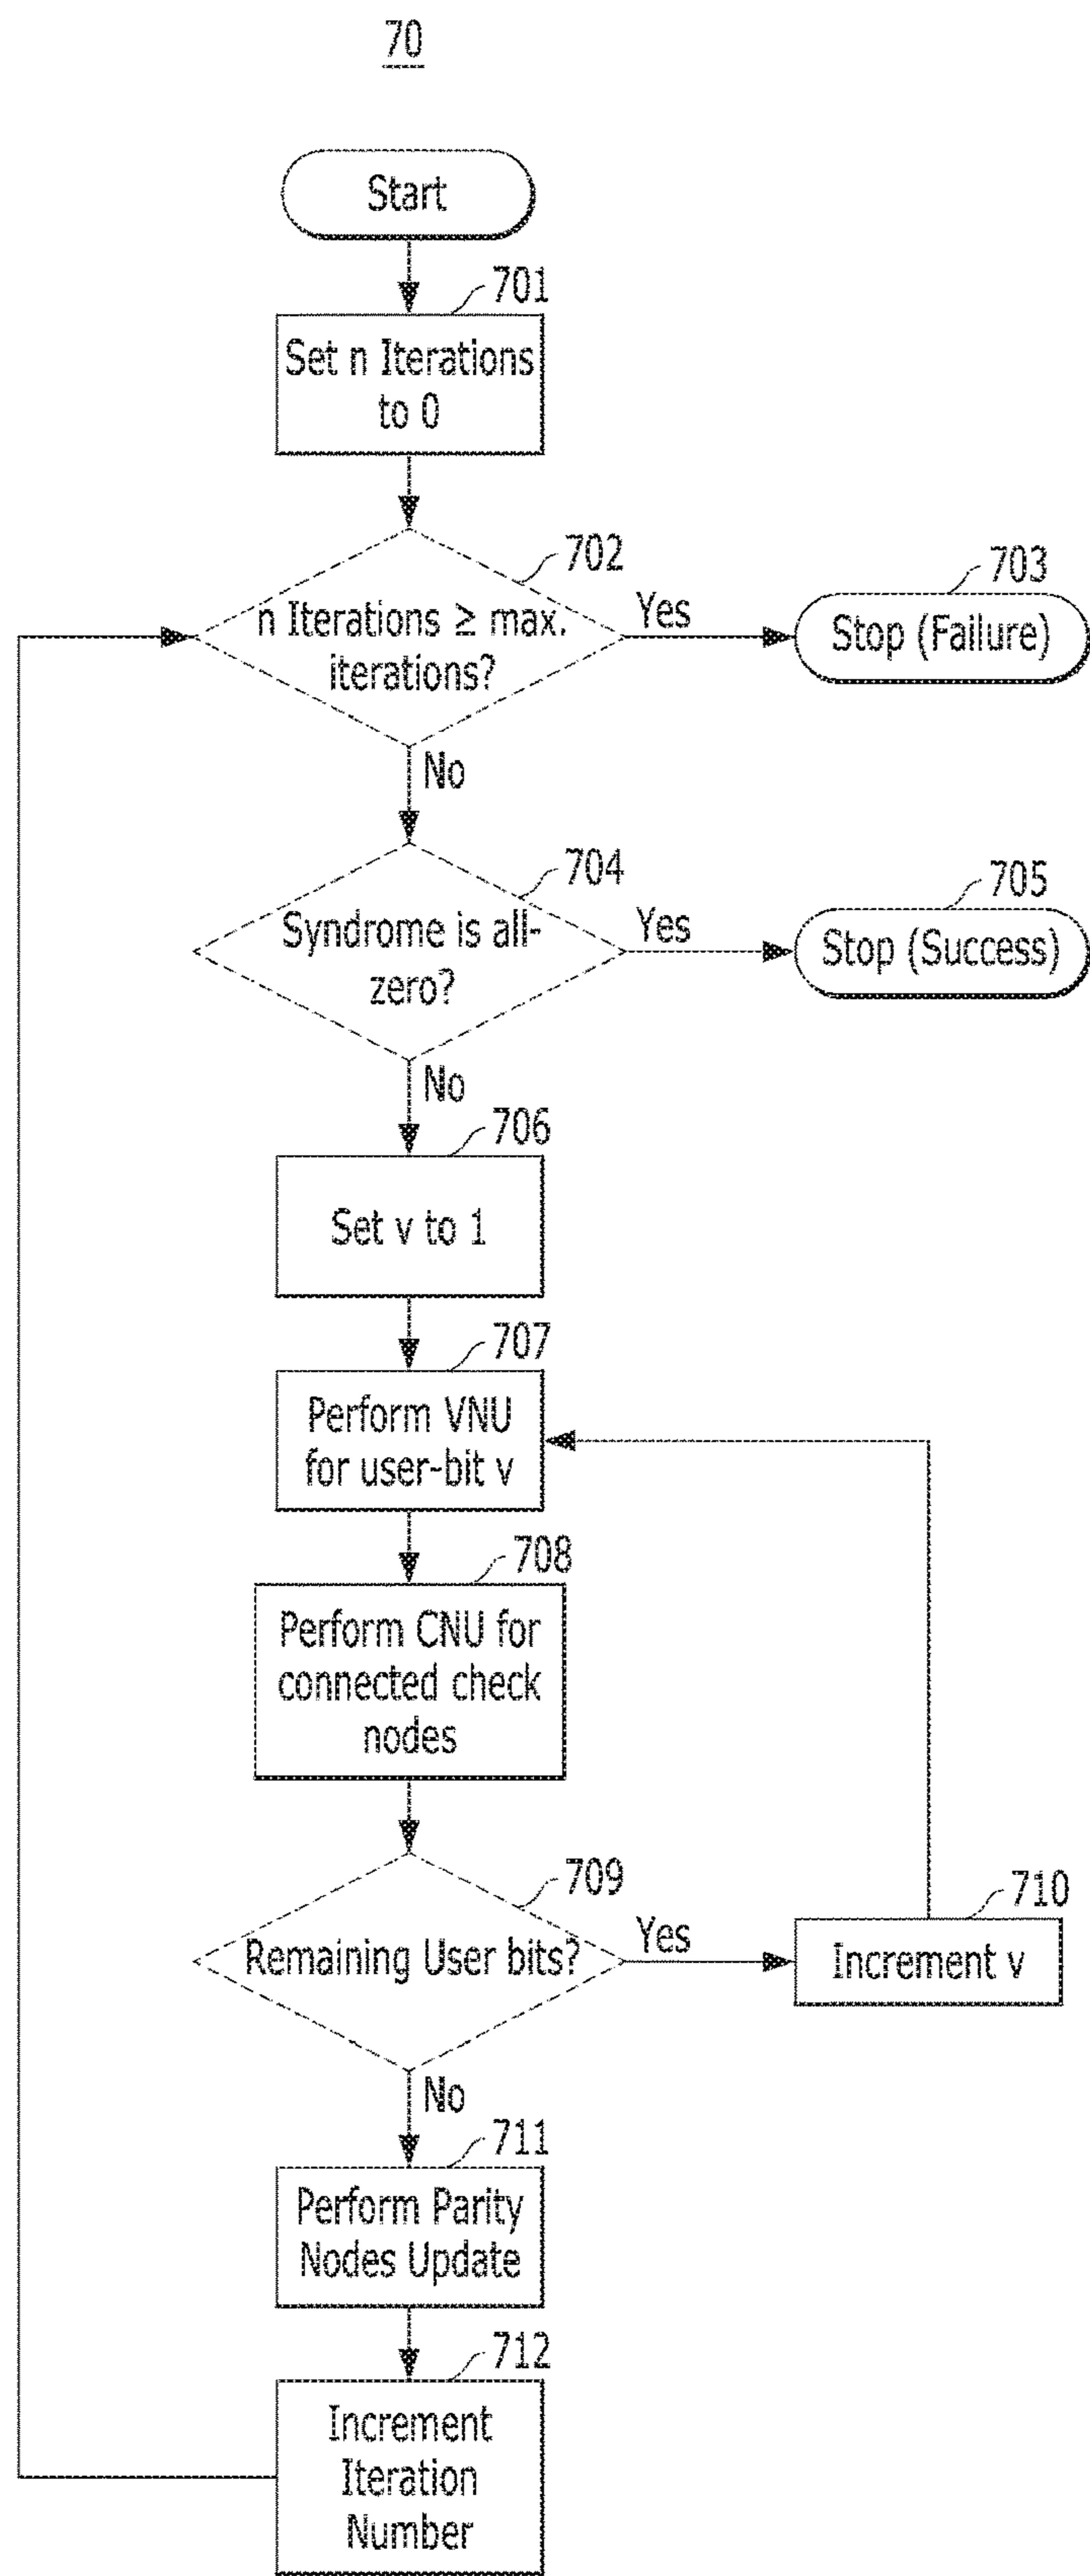 70
Start
701
Set n Iterations
to 0
702
n Iterations ≥ max.
iterations?
Yes
703
Stop (Failure)
No
704
Syndrome is all-
zero?
Yes
705
Stop (Success)
No
706
Set v to 1
707
Perform VNU
for user-bit v
708
Perform CNU for
connected check
nodes
709
Remaining User bits?
Yes
710
Increment v
No
711
Perform Parity
Nodes Update
712
Increment
Iteration
Number